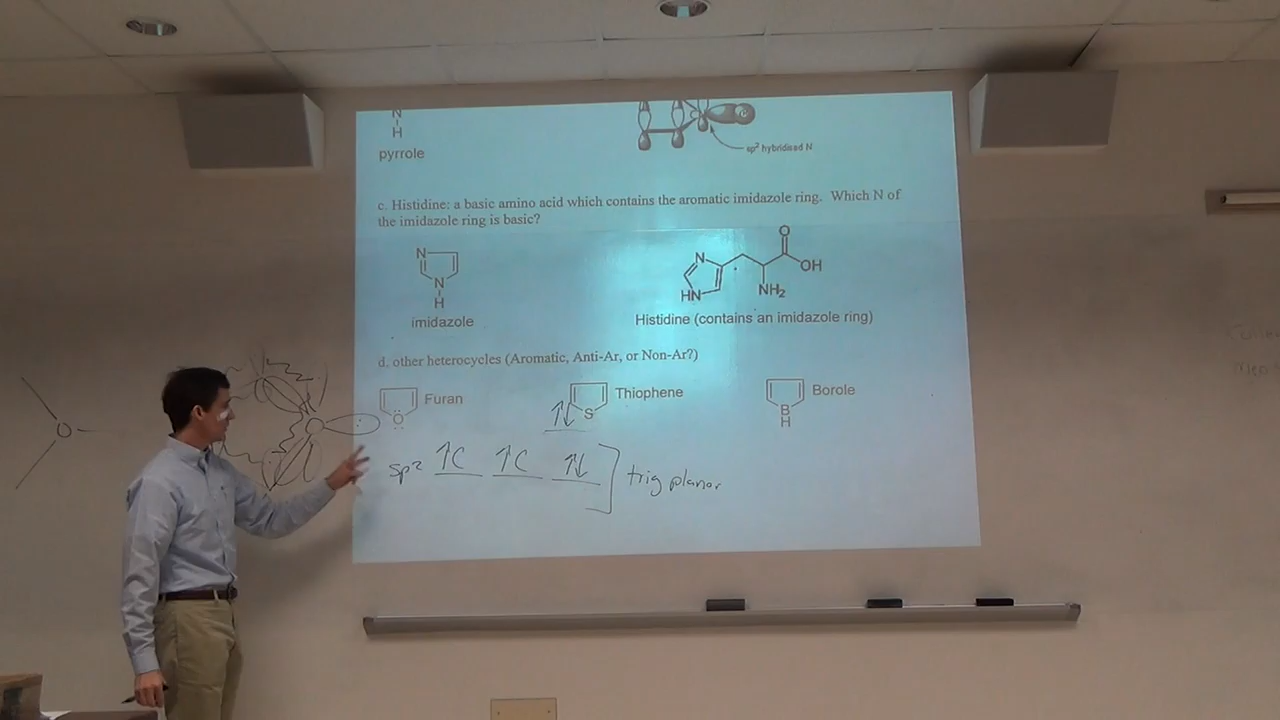 N
H
pyrrole
sp² hybridised N
c. Histidine: a basic amino acid which contains the aromatic imidazole ring. Which N of
the imidazole ring is basic?
N
N
H
imidazole
O
N
OH
HN
NH₂
Histidine (contains an imidazole ring)
d. other heterocycles (Aromatic, Anti-Ar, or Non-Ar?)
O
Furan
S
Thiophene
B
H
Borole
sp² ↑C ↑C ↑↓ ] trig planar
↑↓